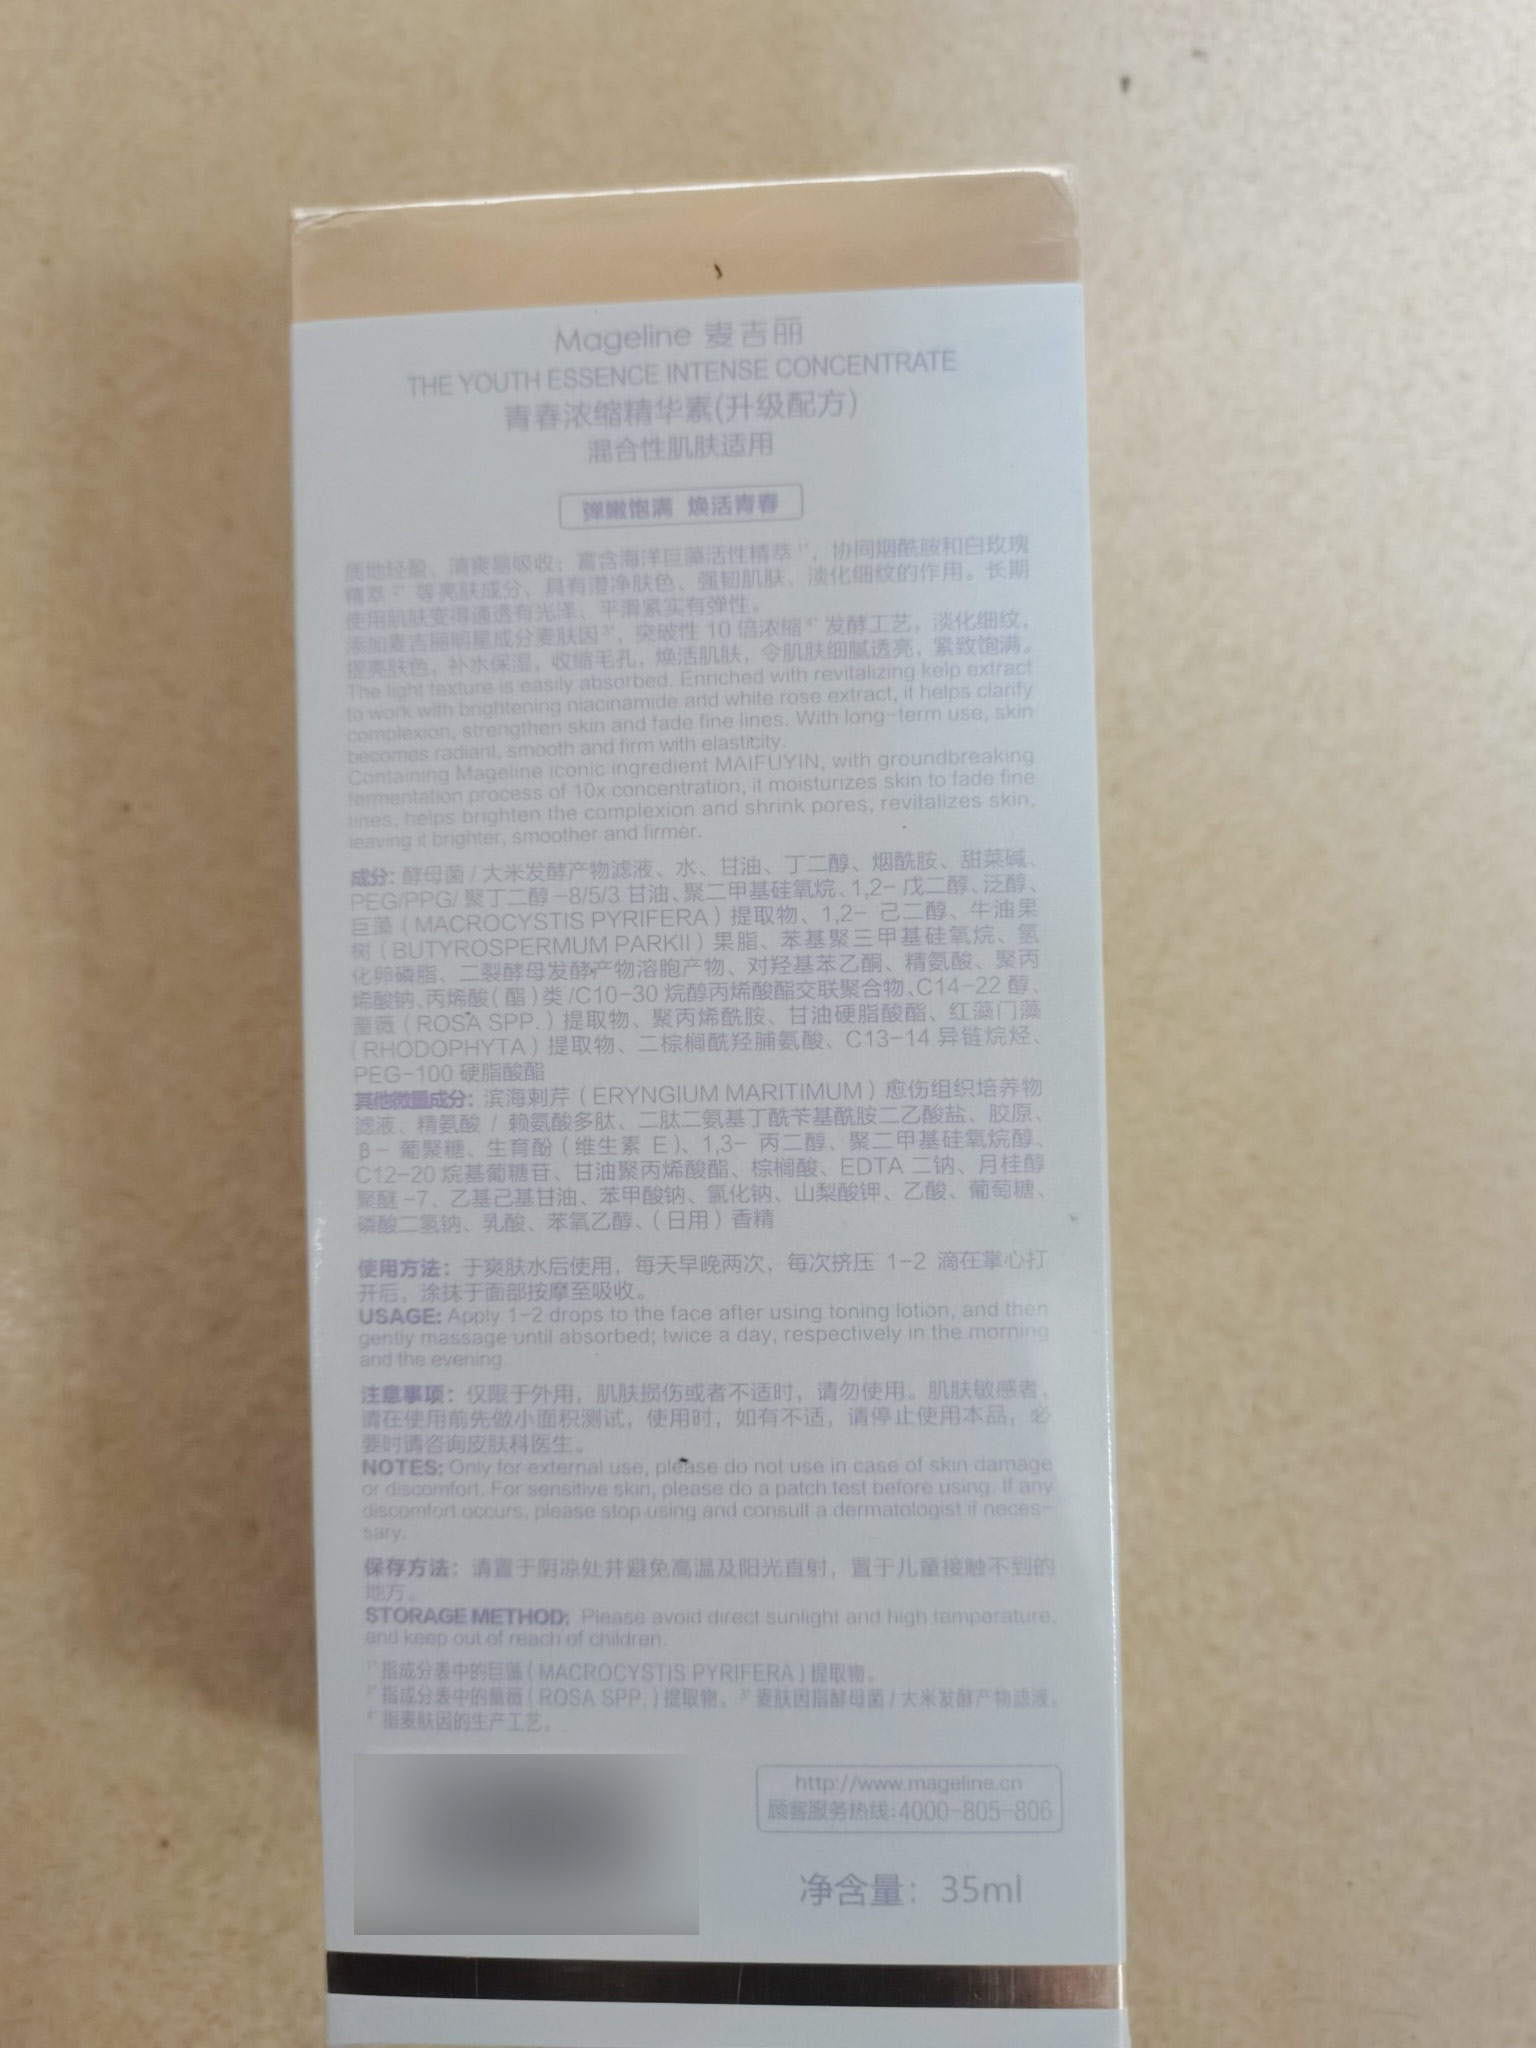 Mageline 麦吉丽
THE YOUTH ESSENCE INTENSE CONCENTRATE
青春浓缩精华素(升级配方)
混合性肌肤适用
弹嫩饱满 焕活青春
质地轻盈，清爽易吸收；富含海洋巨藻活性精萃¹*，协同烟酰胺和白玫瑰
精萃²*等亮肤成分，具有澄净肤色、强韧肌肤、淡化细纹的作用。长期
使用肌肤变得通透有光泽、平滑紧实有弹性。
添加麦吉丽明星成分麦肤因³*，突破性 10 倍浓缩⁴*发酵工艺，淡化细纹，
提亮肤色，补水保湿，收缩毛孔，焕活肌肤，令肌肤细腻透亮，紧致饱满。
The light texture is easily absorbed. Enriched with revitalizing kelp extract
to work with brightening niacinamide and white rose extract, it helps clarify
complexion, strengthen skin and fade fine lines. With long-term use, skin
becomes radiant, smooth and firm with elasticity.
Containing Mageline iconic ingredient MAIFUYIN, with groundbreaking
fermentation process of 10x concentration, it moisturizes skin to fade fine
lines, helps brighten the complexion and shrink pores, revitalizes skin,
leaving it brighter, smoother and firmer.
成分：酵母菌 / 大米发酵产物滤液、水、甘油、丁二醇、烟酰胺、甜菜碱、
PEG/PPG/ 聚丁二醇 -8/5/3 甘油、聚二甲基硅氧烷、1,2- 戊二醇、泛醇、
巨藻（MACROCYSTIS PYRIFERA）提取物、1,2- 己二醇、牛油果
树（BUTYROSPERMUM PARKII）果脂、苯基聚三甲基硅氧烷、氢
化卵磷脂、二裂酵母发酵产物溶胞产物、对羟基苯乙酮、精氨酸、聚丙
烯酸钠、丙烯酸（酯）类 /C10-30 烷醇丙烯酸酯交联聚合物、C14-22 醇、
蔷薇（ROSA SPP.）提取物、聚丙烯酰胺、甘油硬脂酸酯、红藻门藻
（RHODOPHYTA）提取物、二棕榈酰羟脯氨酸、C13-14 异链烷烃、
PEG-100 硬脂酸酯
其他微量成分：滨海刺芹（ERYNGIUM MARITIMUM）愈伤组织培养物
滤液、精氨酸 / 赖氨酸多肽、二肽二氨基丁酰苄基酰胺二乙酸盐、胶原、
β- 葡聚糖、生育酚（维生素 E）、1,3- 丙二醇、聚二甲基硅氧烷醇、
C12-20 烷基葡糖苷、甘油聚丙烯酸酯、棕榈酸、EDTA 二钠、月桂醇
聚醚 -7、乙基己基甘油、苯甲酸钠、氯化钠、山梨酸钾、乙酸、葡萄糖、
磷酸二氢钠、乳酸、苯氧乙醇、（日用）香精
使用方法：于爽肤水后使用，每天早晚两次，每次挤压 1-2 滴在掌心打
开后，涂抹于面部按摩至吸收。
USAGE: Apply 1-2 drops to the face after using toning lotion, and then
gently massage until absorbed; twice a day, respectively in the morning
and the evening.
注意事项：仅限于外用，肌肤损伤或者不适时，请勿使用。肌肤敏感者，
请在使用前先做小面积测试，使用时，如有不适，请停止使用本品，必
要时请咨询皮肤科医生。
NOTES: Only for external use, please do not use in case of skin damage
or discomfort. For sensitive skin, please do a patch test before using. If any
discomfort occurs, please stop using and consult a dermatologist if neces-
sary.
保存方法：请置于阴凉处并避免高温及阳光直射，置于儿童接触不到的
地方。
STORAGE METHOD: Please avoid direct sunlight and high temperature,
and keep out of reach of children.
¹*指成分表中的巨藻（MACROCYSTIS PYRIFERA）提取物。
²*指成分表中的蔷薇（ROSA SPP.）提取物。³*麦肤因指酵母菌 / 大米发酵产物滤液。
⁴*指麦肤因的生产工艺。
http://www.mageline.cn
顾客服务热线:4000-805-806
净含量：35ml